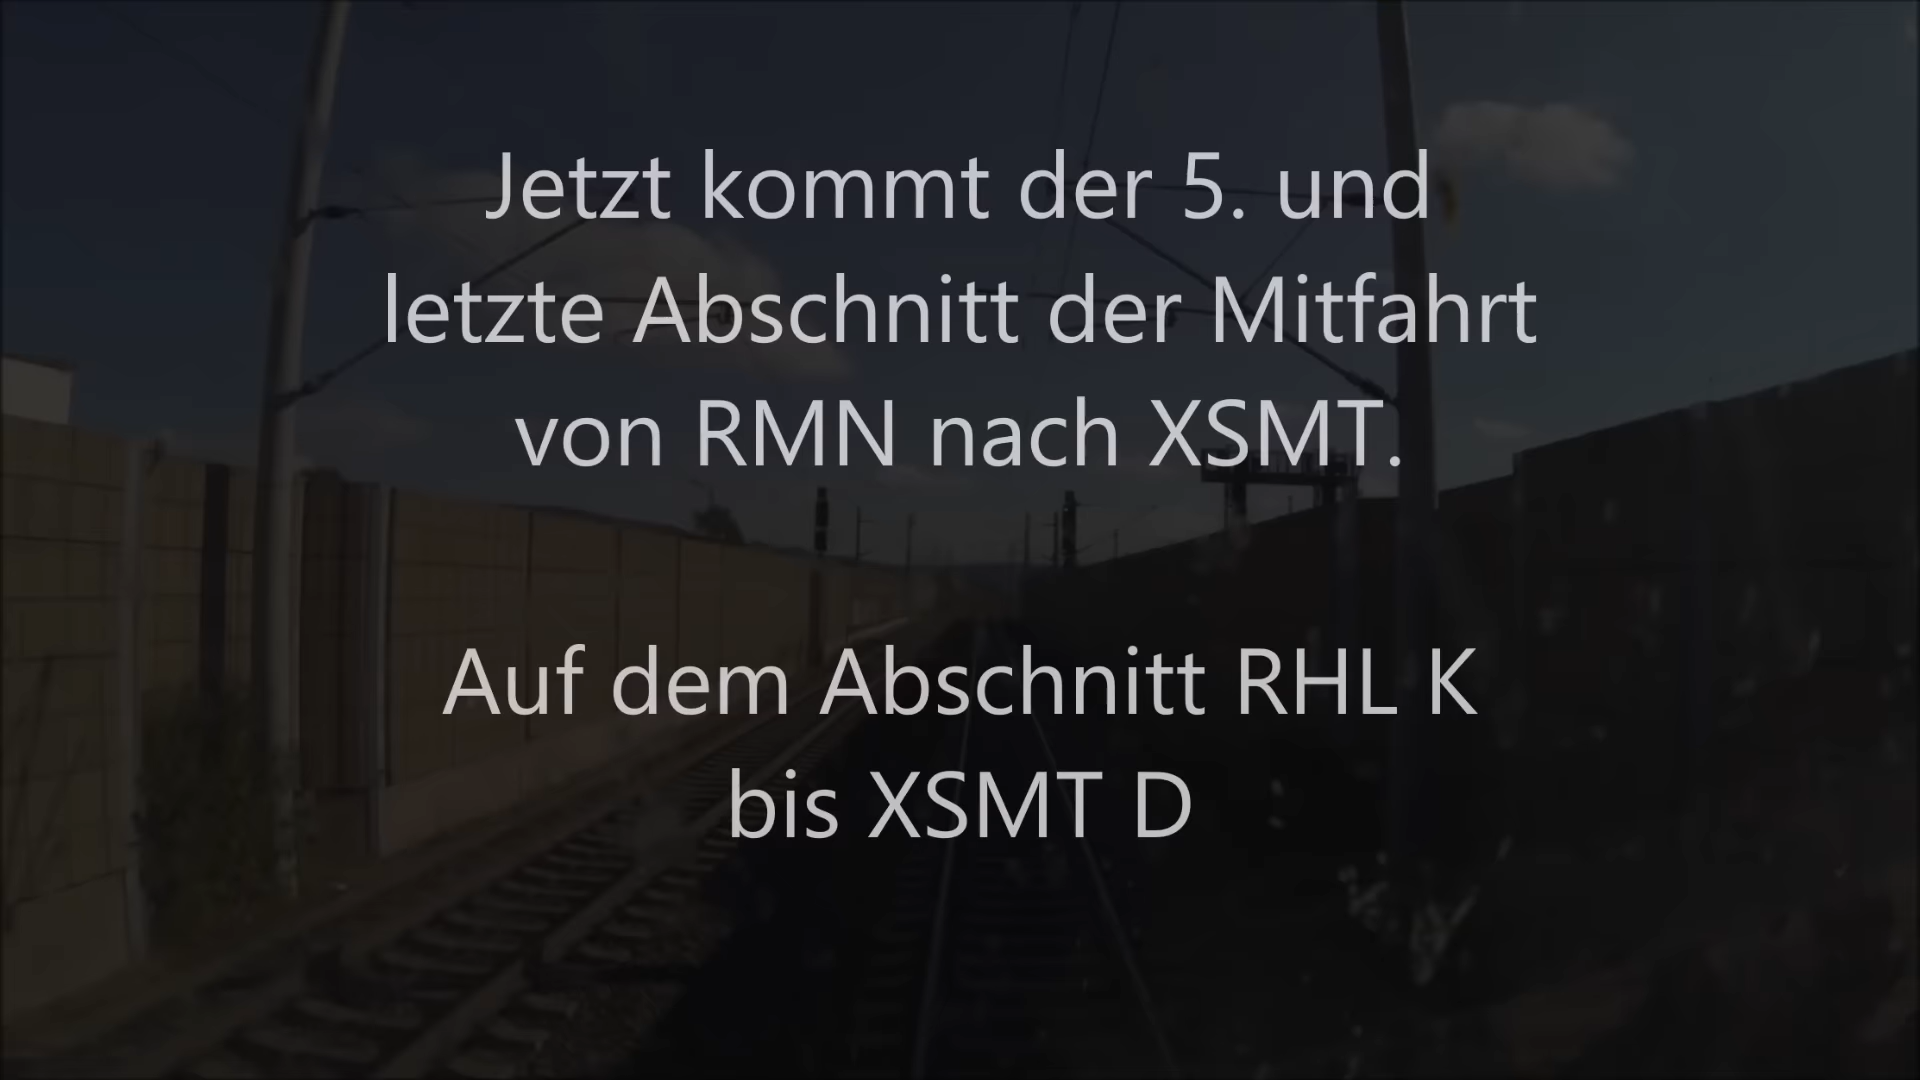 Jetzt kommt der 5. und
letzte Abschnitt der Mitfahrt
von RMN nach XSMT.
Auf dem Abschnitt RHL K
bis XSMT D